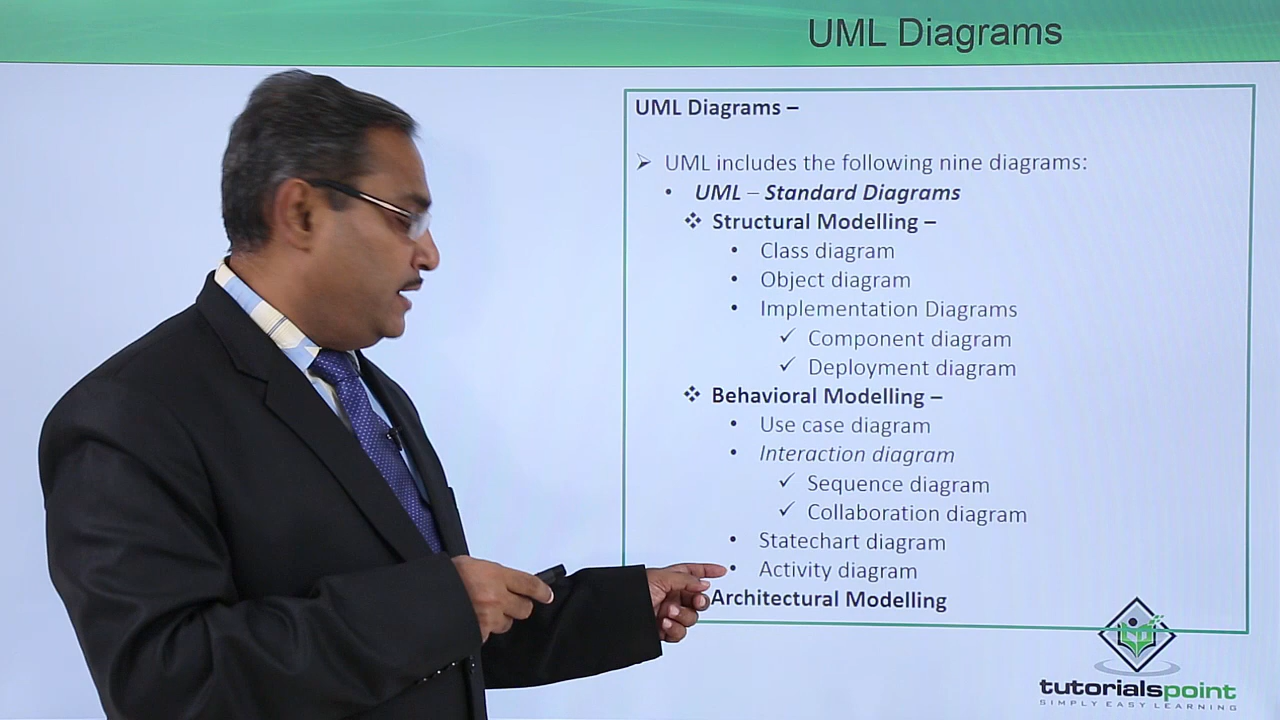 UML Diagrams
UML Diagrams –
➢ UML includes the following nine diagrams:
• UML – Standard Diagrams
❖ Structural Modelling –
• Class diagram
• Object diagram
• Implementation Diagrams
✓ Component diagram
✓ Deployment diagram
❖ Behavioral Modelling –
• Use case diagram
• Interaction diagram
✓ Sequence diagram
✓ Collaboration diagram
• Statechart diagram
• Activity diagram
Architectural Modelling
tutorialspoint
SIMPLY EASY LEARNING